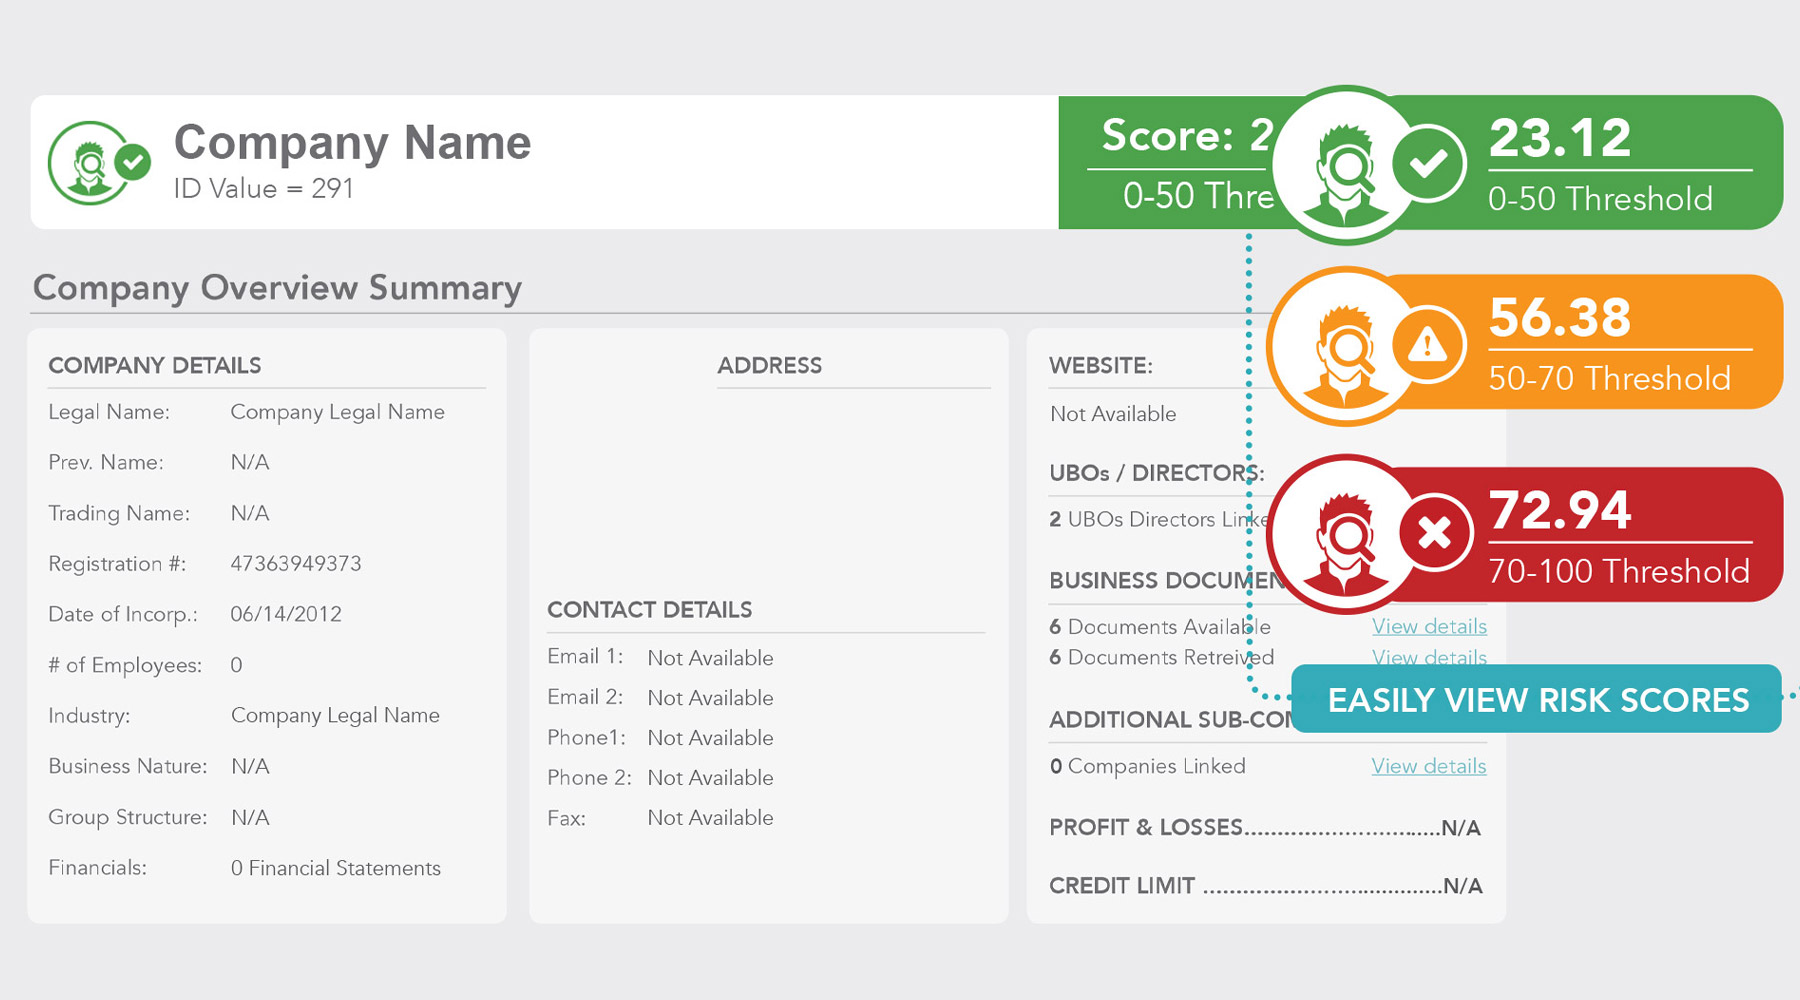 Company Name
ID Value = 291
Score: 2
0-50 Thre
23.12
0-50 Threshold
56.38
50-70 Threshold
72.94
70-100 Threshold
EASILY VIEW RISK SCORES
Company Overview Summary
COMPANY DETAILS
Legal Name: Company Legal Name
Prev. Name: N/A
Trading Name: N/A
Registration #: 47363949373
Date of Incorp.: 06/14/2012
# of Employees: 0
Industry: Company Legal Name
Business Nature: N/A
Group Structure: N/A
Financials: 0 Financial Statements
ADDRESS
CONTACT DETAILS
Email 1: Not Available
Email 2: Not Available
Phone1: Not Available
Phone 2: Not Available
Fax: Not Available
WEBSITE:
Not Available
UBOs / DIRECTORS:
2 UBOs Directors Linke
BUSINESS DOCUMEN
6 Documents Available View details
6 Documents Retreived View details
ADDITIONAL SUB-COM
0 Companies Linked View details
PROFIT & LOSSES..............................N/A
CREDIT LIMIT ....................................N/A